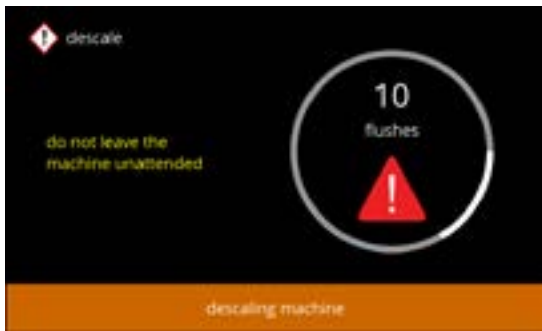 descale
10
flushes
do not leave the
machine unattended
descaling machine